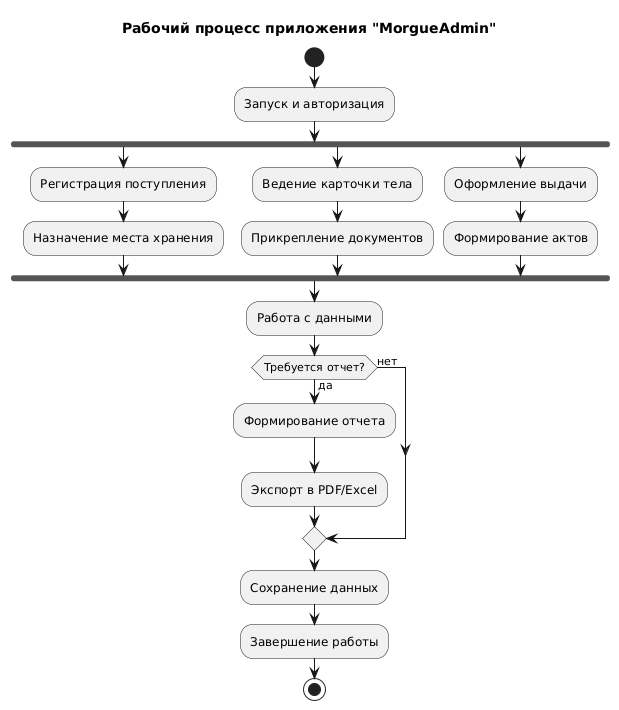 Рабочий процесс приложения "MorgueAdmin"
Запуск и авторизация
Регистрация поступления
Ведение карточки тела
Оформление выдачи
Назначение места хранения
Прикрепление документов
Формирование актов
Работа с данными
Требуется отчет?
нет
да
Формирование отчета
Экспорт в PDF/Excel
Сохранение данных
Завершение работы